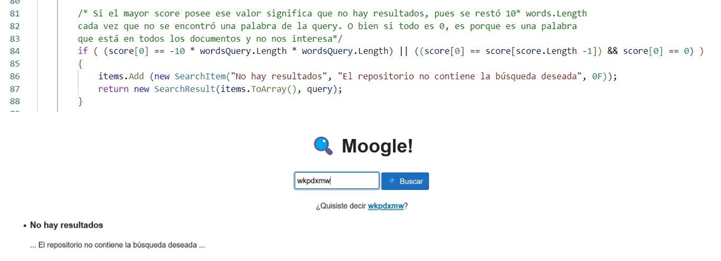 81 /* Si el mayor score posee ese valor significa que no hay resultados, pues se restó 10* words.Length
82 cada vez que no se encontró una palabra de la query. O bien si todo es 0, es porque es una palabra
83 que está en todos los documentos y no nos interesa*/
84 if ( (score[0] == -10 * wordsQuery.Length * wordsQuery.Length) || ((score[0] == score[score.Length -1]) && score[0] == 0) )
85 {
86 items.Add (new SearchItem("No hay resultados", "El repositorio no contiene la búsqueda deseada", 0F));
87 return new SearchResult(items.ToArray(), query);
88 }
Moogle!
wkpdxmw Buscar
¿Quisiste decir wkpdxmw?
• No hay resultados
... El repositorio no contiene la búsqueda deseada ...